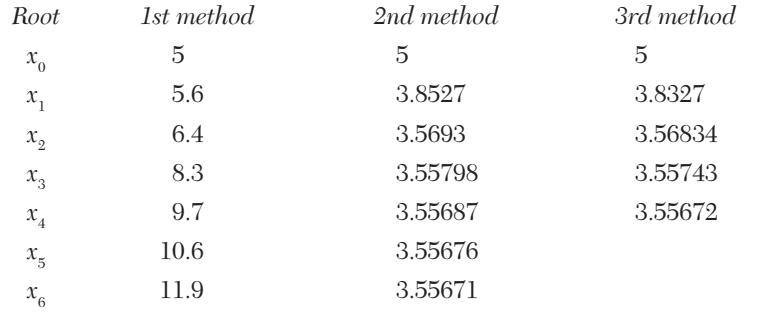 Root 1st method 2nd method 3rd method
x₀ 5 5 5
x₁ 5.6 3.8527 3.8327
x₂ 6.4 3.5693 3.56834
x₃ 8.3 3.55798 3.55743
x₄ 9.7 3.55687 3.55672
x₅ 10.6 3.55676
x₆ 11.9 3.55671